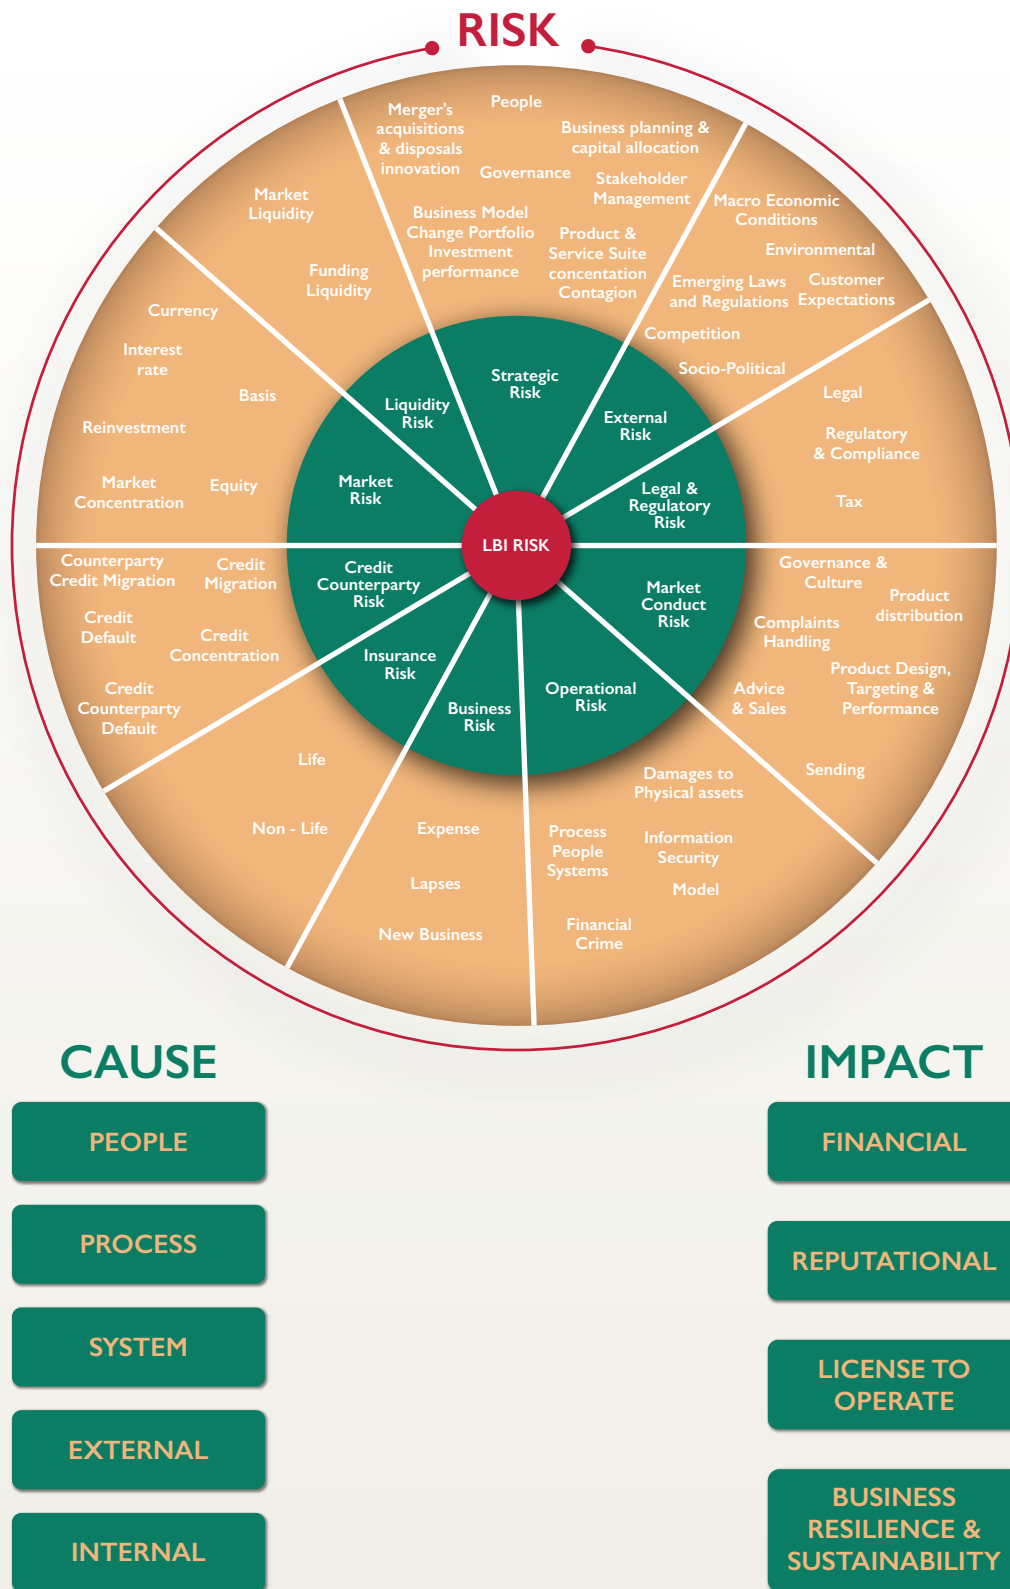 RISK
Merger's
acquisitions
& disposals
innovation
People
Business planning &
capital allocation
Governance
Stakeholder
Management
Business Model
Change Portfolio
Investment
performance
Product &
Service Suite
concentation
Contagion
Macro Economic
Conditions
Environmental
Emerging Laws
and Regulations
Customer
Expectations
Competition
Socio-Political
Legal
Regulatory
& Compliance
Tax
Governance &
Culture
Product
distribution
Complaints
Handling
Product Design,
Targeting &
Performance
Advice
& Sales
Sending
Damages to
Physical assets
Process
People
Systems
Information
Security
Model
Financial
Crime
Expense
Lapses
New Business
Life
Non - Life
Counterparty
Credit Migration
Credit
Migration
Credit
Default
Credit
Concentration
Credit
Counterparty
Default
Currency
Interest
rate
Basis
Reinvestment
Market
Concentration
Equity
Market
Liquidity
Funding
Liquidity
Strategic
Risk
External
Risk
Legal &
Regulatory
Risk
Market
Conduct
Risk
Operational
Risk
Business
Risk
Insurance
Risk
Credit
Counterparty
Risk
Market
Risk
Liquidity
Risk
LBI RISK
CAUSE
PEOPLE
PROCESS
SYSTEM
EXTERNAL
INTERNAL
IMPACT
FINANCIAL
REPUTATIONAL
LICENSE TO
OPERATE
BUSINESS
RESILIENCE &
SUSTAINABILITY